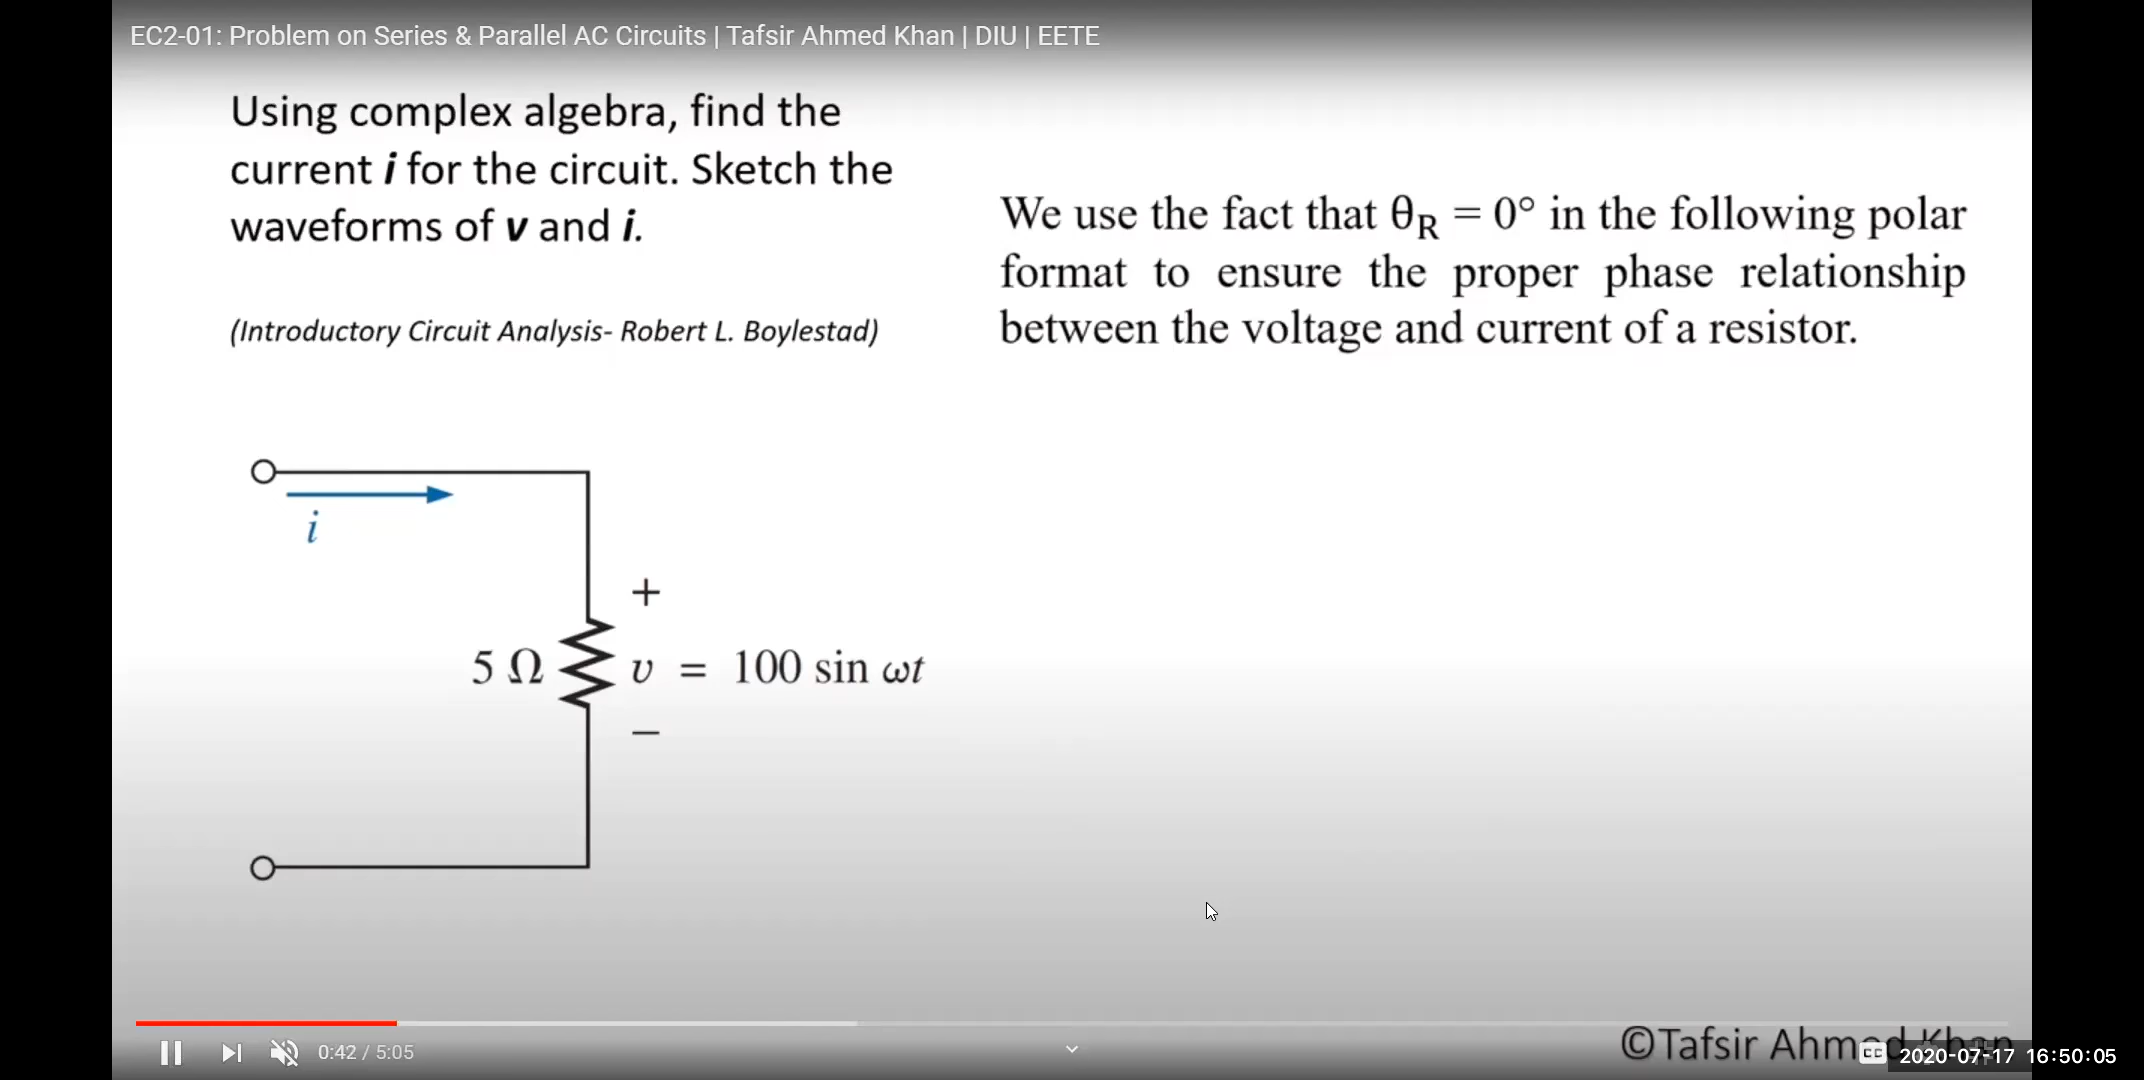 EC2-01: Problem on Series & Parallel AC Circuits | Tafsir Ahmed Khan | DIU | EETE
Using complex algebra, find the
current i for the circuit. Sketch the
waveforms of v and i.
(Introductory Circuit Analysis- Robert L. Boylestad)
We use the fact that θR = 0° in the following polar
format to ensure the proper phase relationship
between the voltage and current of a resistor.
i
+
5 Ω
v = 100 sin ωt
−
0:42 / 5:05
©Tafsir Ahmed Khan
CC
2020-07-17 16:50:05